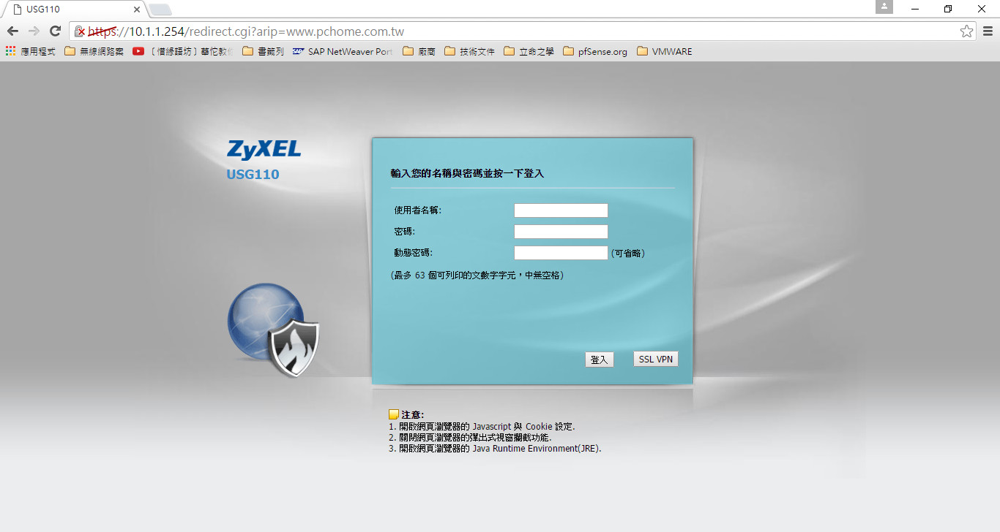 USG110
https://10.1.1.254/redirect.cgi?arip=www.pchome.com.tw
應用程式 無線網路案 〔惜緣語坊〕華佗教 書籤列 SAP NetWeaver Port 廠商 技術文件 立命之學 pfSense.org VMWARE
ZyXEL
USG110
輸入您的名稱與密碼並按一下登入
使用者名稱:
密碼:
動態密碼: (可省略)
(最多 63 個可列印的文數字字元，中無空格)
登入 SSL VPN
注意:
1. 開啟網頁瀏覽器的 Javascript 與 Cookie 設定.
2. 關閉網頁瀏覽器的彈出式視窗攔截功能.
3. 開啟網頁瀏覽器的 Java Runtime Environment(JRE).